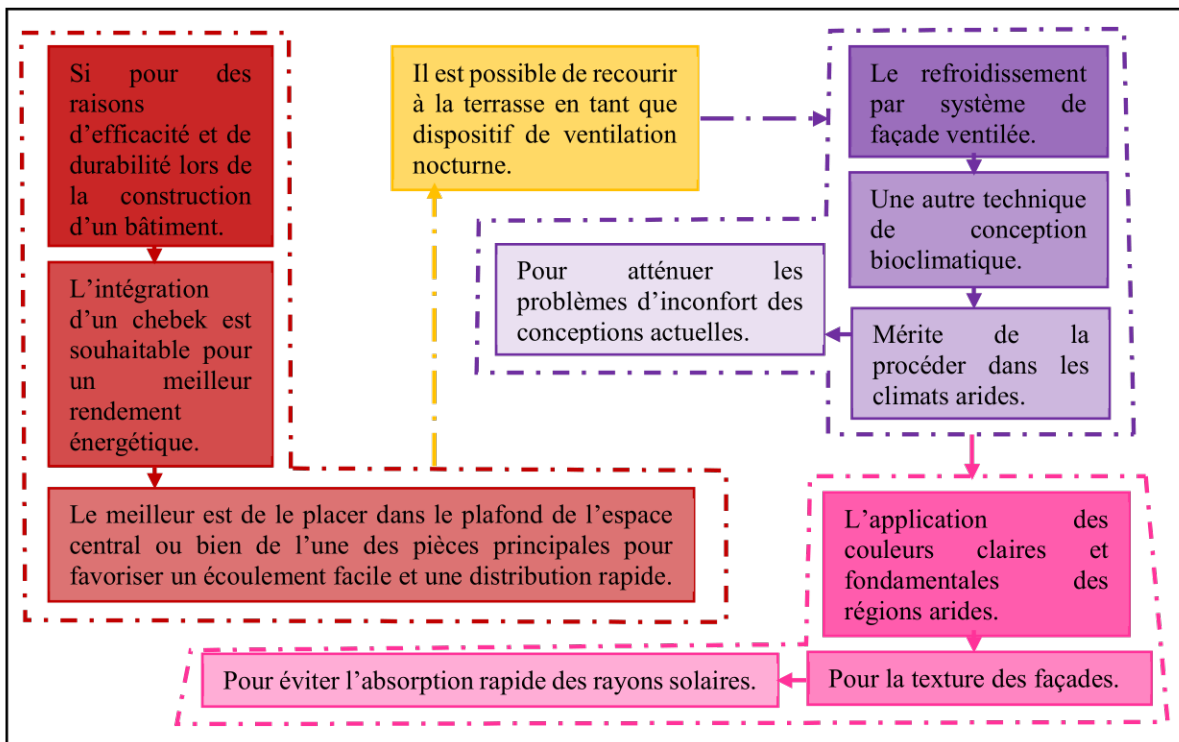 Si pour des
raisons
d’efficacité et de
durabilité lors de
la construction
d’un bâtiment.
L’intégration
d’un chebek est
souhaitable pour
un meilleur
rendement
énergétique.
Le meilleur est de le placer dans le plafond de l’espace
central ou bien de l’une des pièces principales pour
favoriser un écoulement facile et une distribution rapide.
Il est possible de recourir
à la terrasse en tant que
dispositif de ventilation
nocturne.
Le refroidissement
par système de
façade ventilée.
Une autre technique
de conception
bioclimatique.
Mérite de la
procéder dans les
climats arides.
Pour atténuer les
problèmes d’inconfort des
conceptions actuelles.
L’application des
couleurs claires et
fondamentales des
régions arides.
Pour la texture des façades.
Pour éviter l’absorption rapide des rayons solaires.